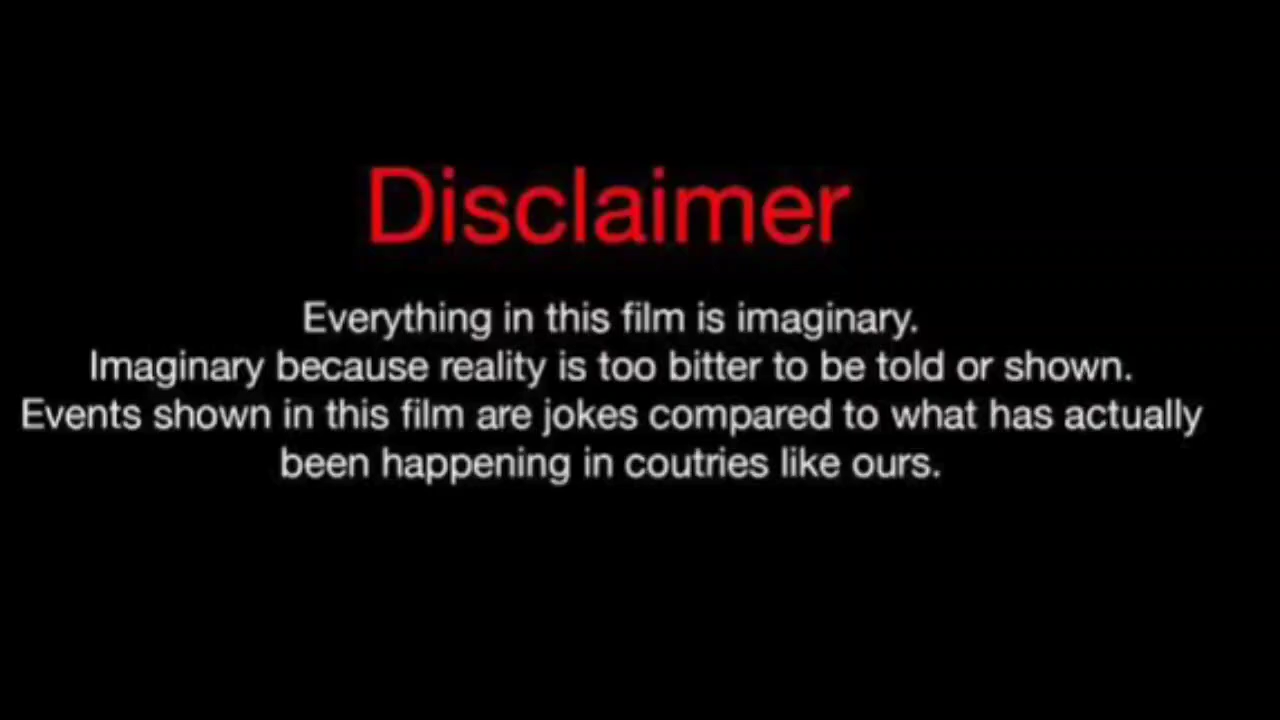 Disclaimer
Everything in this film is imaginary.
Imaginary because reality is too bitter to be told or shown.
Events shown in this film are jokes compared to what has actually
been happening in coutries like ours.